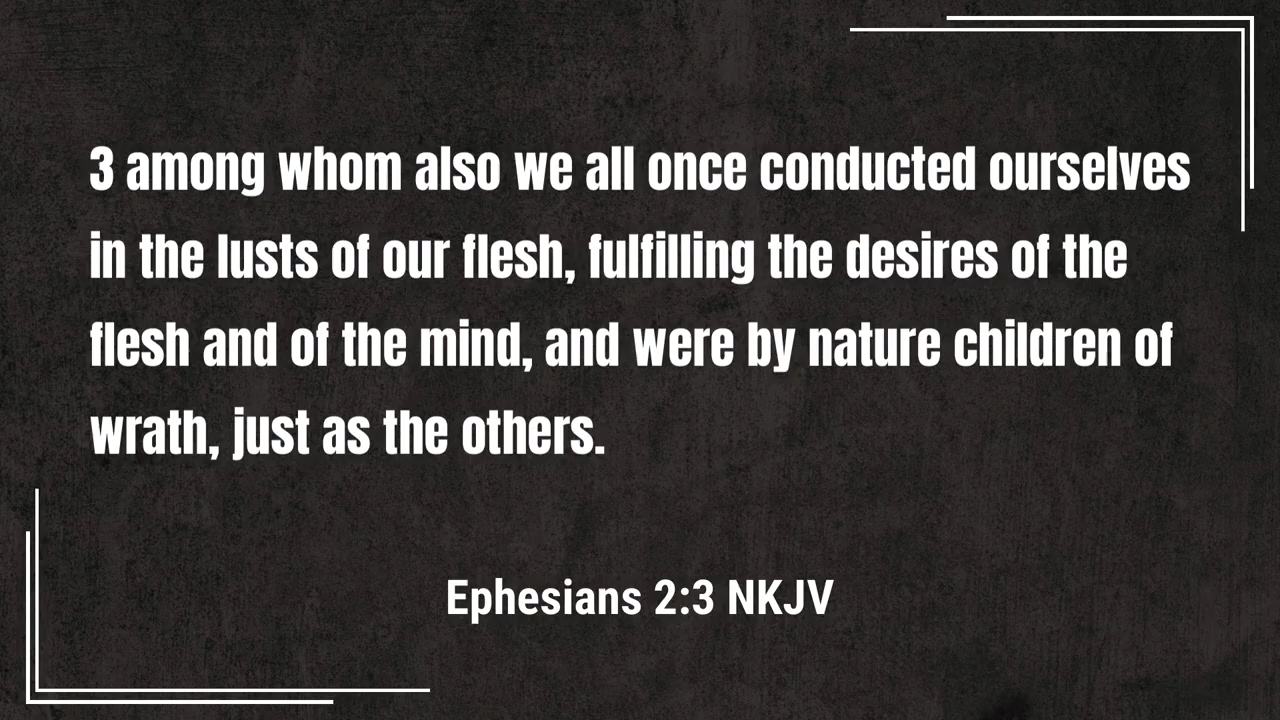 3 among whom also we all once conducted ourselves
in the lusts of our flesh, fulfilling the desires of the
flesh and of the mind, and were by nature children of
wrath, just as the others.
Ephesians 2:3 NKJV